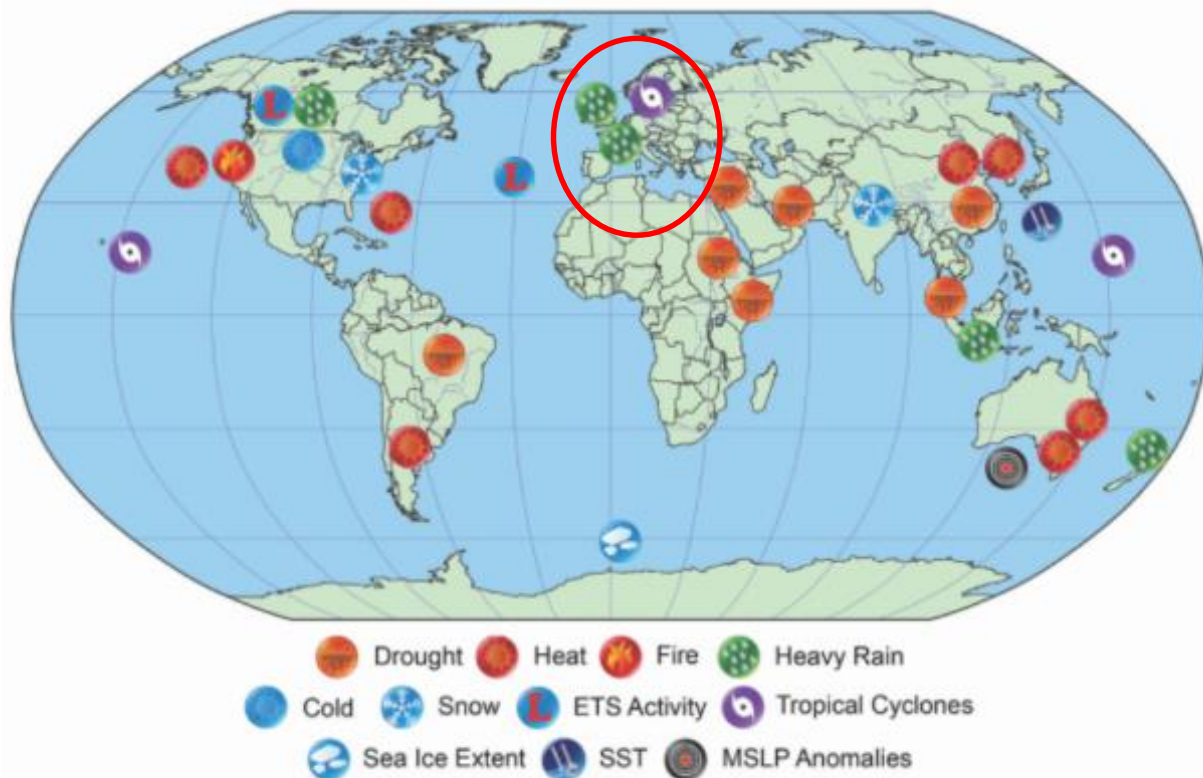 L
L
Drought Heat Fire Heavy Rain
Cold Snow L ETS Activity Tropical Cyclones
Sea Ice Extent SST MSLP Anomalies